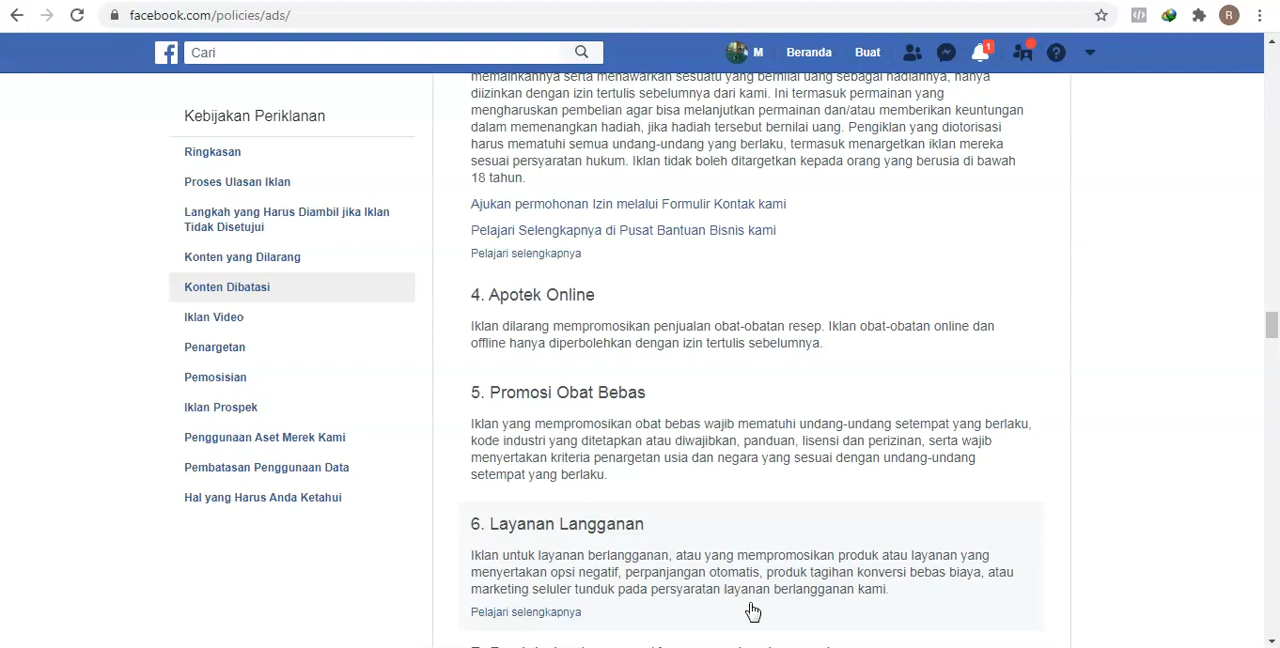 facebook.com/policies/ads/
R
Cari
M
Beranda
Buat
1
Kebijakan Periklanan
Ringkasan
Proses Ulasan Iklan
Langkah yang Harus Diambil jika Iklan
Tidak Disetujui
Konten yang Dilarang
Konten Dibatasi
Iklan Video
Penargetan
Pemosisian
Iklan Prospek
Penggunaan Aset Merek Kami
Pembatasan Penggunaan Data
Hal yang Harus Anda Ketahui
memainkannya serta menawarkan sesuatu yang bernilai uang sebagai hadiahnya, hanya
diizinkan dengan izin tertulis sebelumnya dari kami. Ini termasuk permainan yang
mengharuskan pembelian agar bisa melanjutkan permainan dan/atau memberikan keuntungan
dalam memenangkan hadiah, jika hadiah tersebut bernilai uang. Pengiklan yang diotorisasi
harus mematuhi semua undang-undang yang berlaku, termasuk menargetkan iklan mereka
sesuai persyaratan hukum. Iklan tidak boleh ditargetkan kepada orang yang berusia di bawah
18 tahun.
Ajukan permohonan Izin melalui Formulir Kontak kami
Pelajari Selengkapnya di Pusat Bantuan Bisnis kami
Pelajari selengkapnya
4. Apotek Online
Iklan dilarang mempromosikan penjualan obat-obatan resep. Iklan obat-obatan online dan
offline hanya diperbolehkan dengan izin tertulis sebelumnya.
5. Promosi Obat Bebas
Iklan yang mempromosikan obat bebas wajib mematuhi undang-undang setempat yang berlaku,
kode industri yang ditetapkan atau diwajibkan, panduan, lisensi dan perizinan, serta wajib
menyertakan kriteria penargetan usia dan negara yang sesuai dengan undang-undang
setempat yang berlaku.
6. Layanan Langganan
Iklan untuk layanan berlangganan, atau yang mempromosikan produk atau layanan yang
menyertakan opsi negatif, perpanjangan otomatis, produk tagihan konversi bebas biaya, atau
marketing seluler tunduk pada persyaratan layanan berlangganan kami.
Pelajari selengkapnya